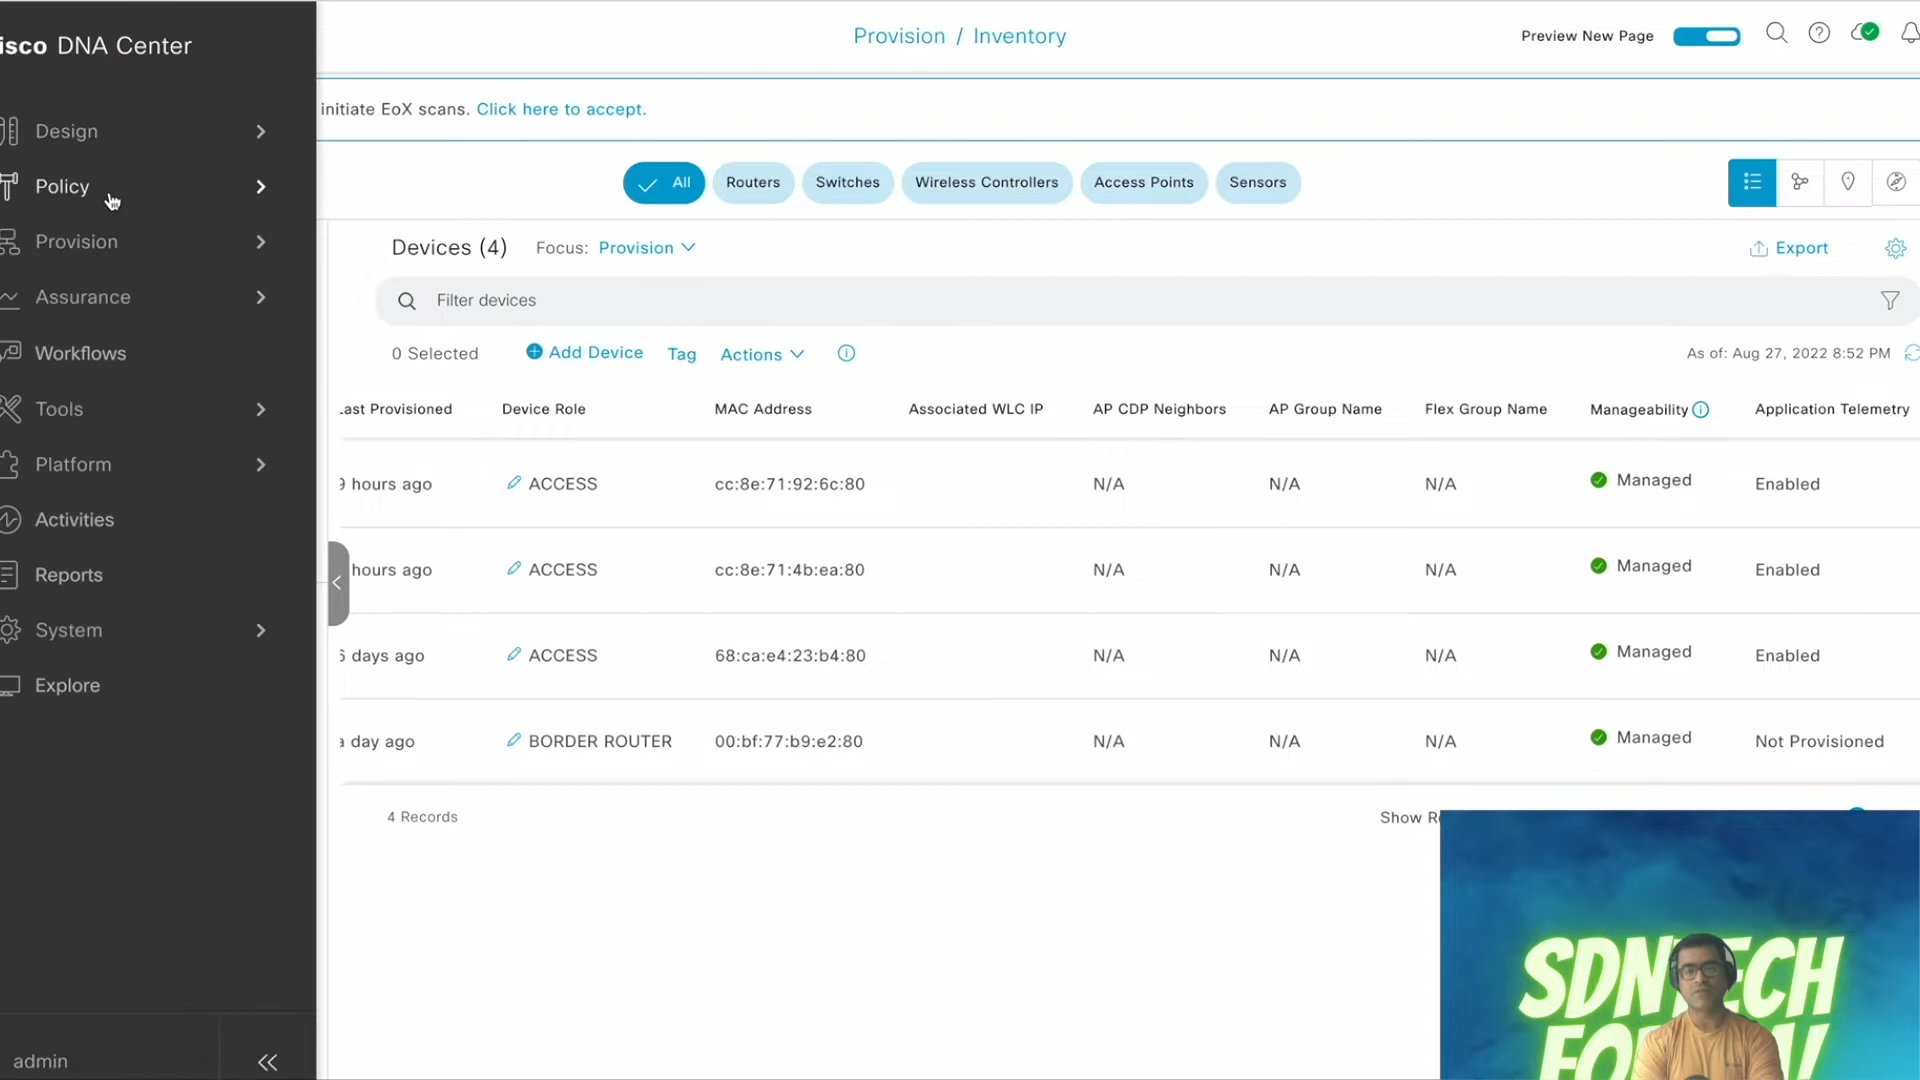 isco DNA Center
Provision / Inventory
Preview New Page
initiate EoX scans. Click here to accept.
Design
Policy
Provision
Assurance
Workflows
Tools
Platform
Activities
Reports
System
Explore
admin
All
Routers
Switches
Wireless Controllers
Access Points
Sensors
Devices (4)
Focus: Provision
Export
Filter devices
0 Selected
Add Device
Tag
Actions
As of: Aug 27, 2022 8:52 PM
Last Provisioned Device Role MAC Address Associated WLC IP AP CDP Neighbors AP Group Name Flex Group Name Manageability Application Telemetry
9 hours ago ACCESS cc:8e:71:92:6c:80 N/A N/A N/A Managed Enabled
hours ago ACCESS cc:8e:71:4b:ea:80 N/A N/A N/A Managed Enabled
6 days ago ACCESS 68:ca:e4:23:b4:80 N/A N/A N/A Managed Enabled
a day ago BORDER ROUTER 00:bf:77:b9:e2:80 N/A N/A N/A Managed Not Provisioned
4 Records
Show Re
SDNTECH